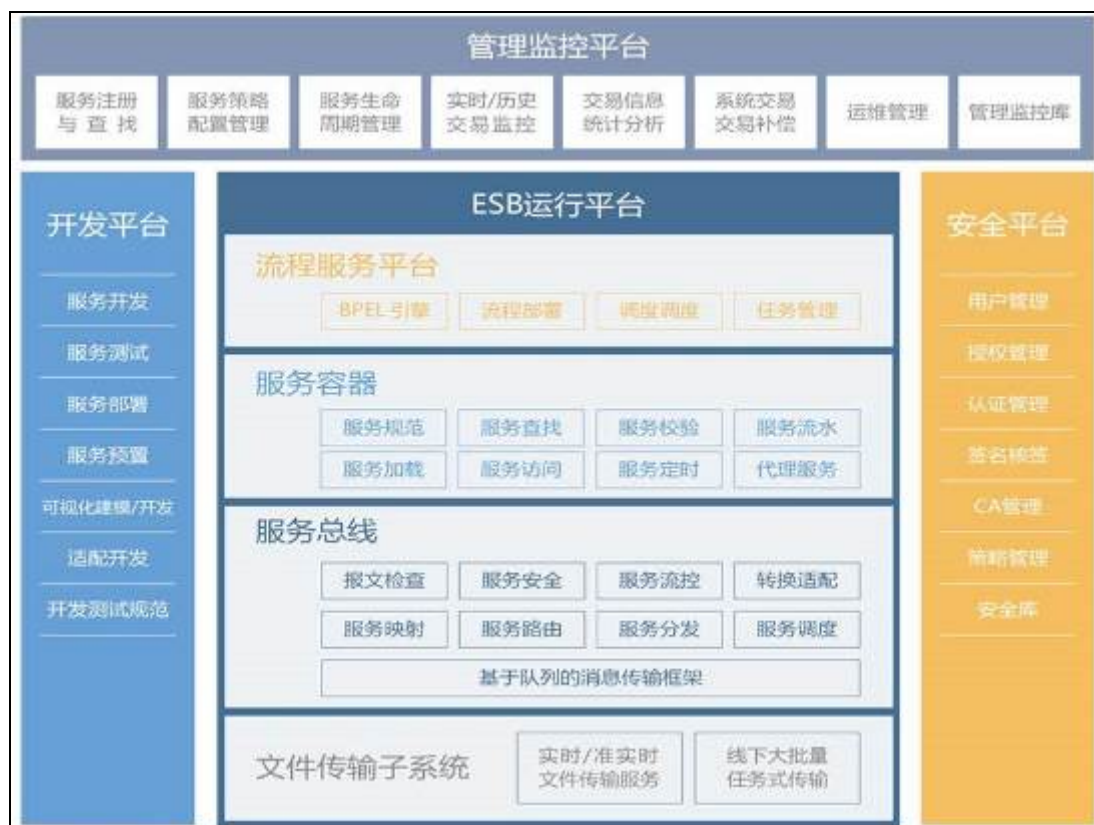 管理监控平台
服务注册
与查找
服务策略
配置管理
服务生命
周期管理
实时/历史
交易监控
交易信息
统计分析
系统交易
交易补偿
运维管理
管理监控库
开发平台
服务开发
服务测试
服务部署
服务预置
可视化建模/开发
适配开发
开发测试规范
ESB运行平台
流程服务平台
BPEL 引擎
流程部署
调度调度
任务管理
服务容器
服务规范
服务查找
服务校验
服务流水
服务加载
服务访问
服务定时
代理服务
服务总线
报文检查
服务安全
服务流控
转换适配
服务映射
服务路由
服务分发
服务调度
基于队列的消息传输框架
文件传输子系统
实时/准实时
文件传输服务
线下大批量
任务式传输
安全平台
用户管理
授权管理
认证管理
签名核签
CA管理
策略管理
安全库